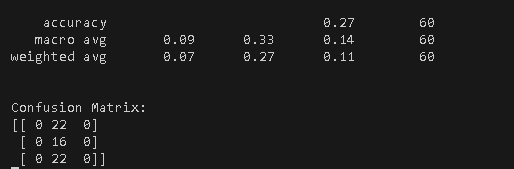 accuracy 0.27 60
macro avg 0.09 0.33 0.14 60
weighted avg 0.07 0.27 0.11 60
Confusion Matrix:
[[ 0 22 0]
[ 0 16 0]
[ 0 22 0]]